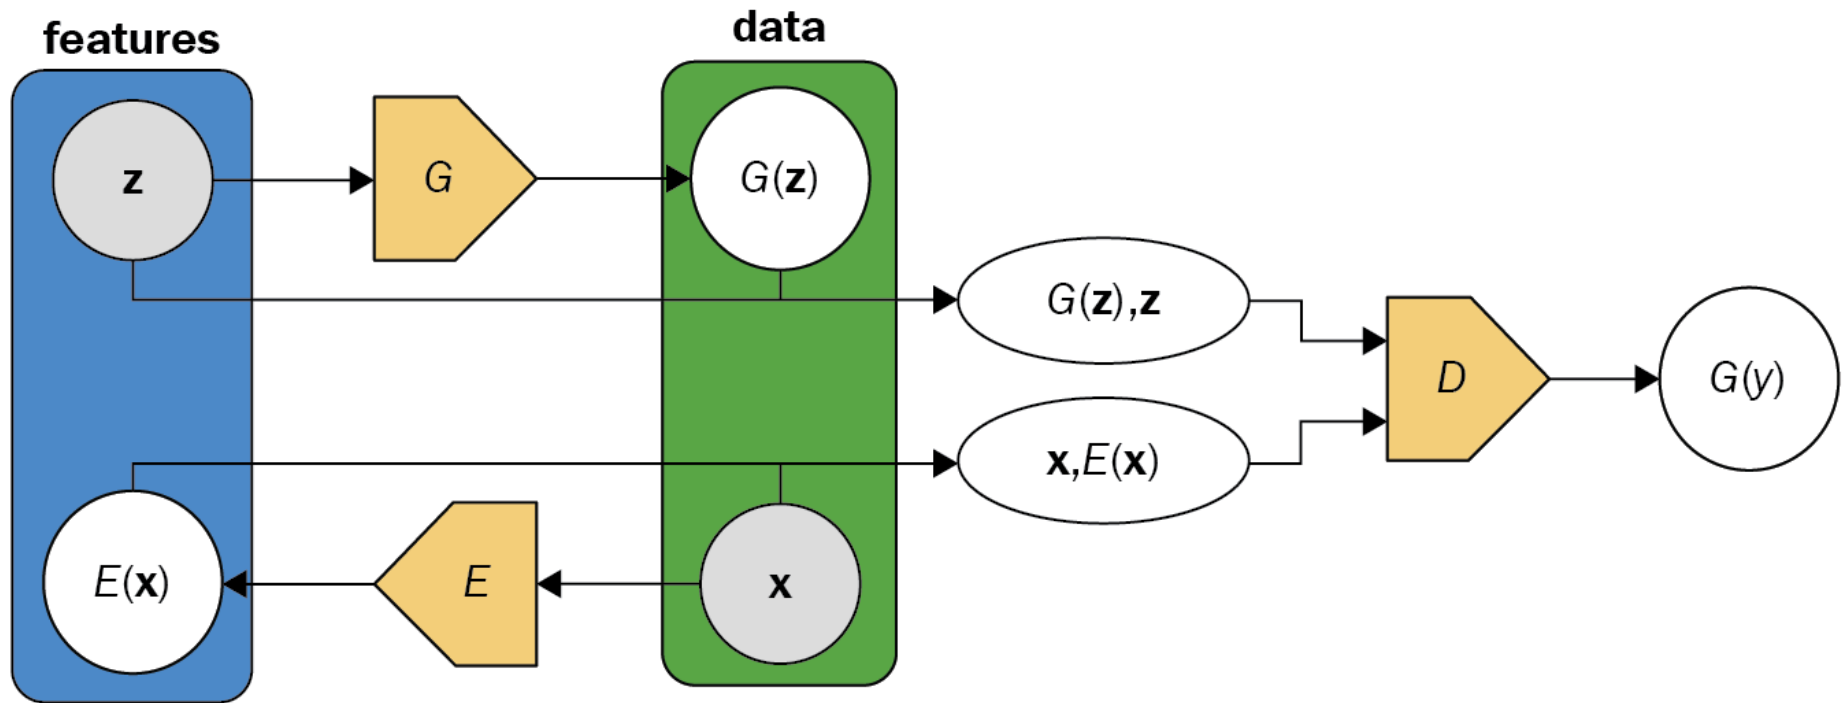 features
data
z
G
G(z)
G(z),z
D
G(y)
x,E(x)
E(x)
E
x